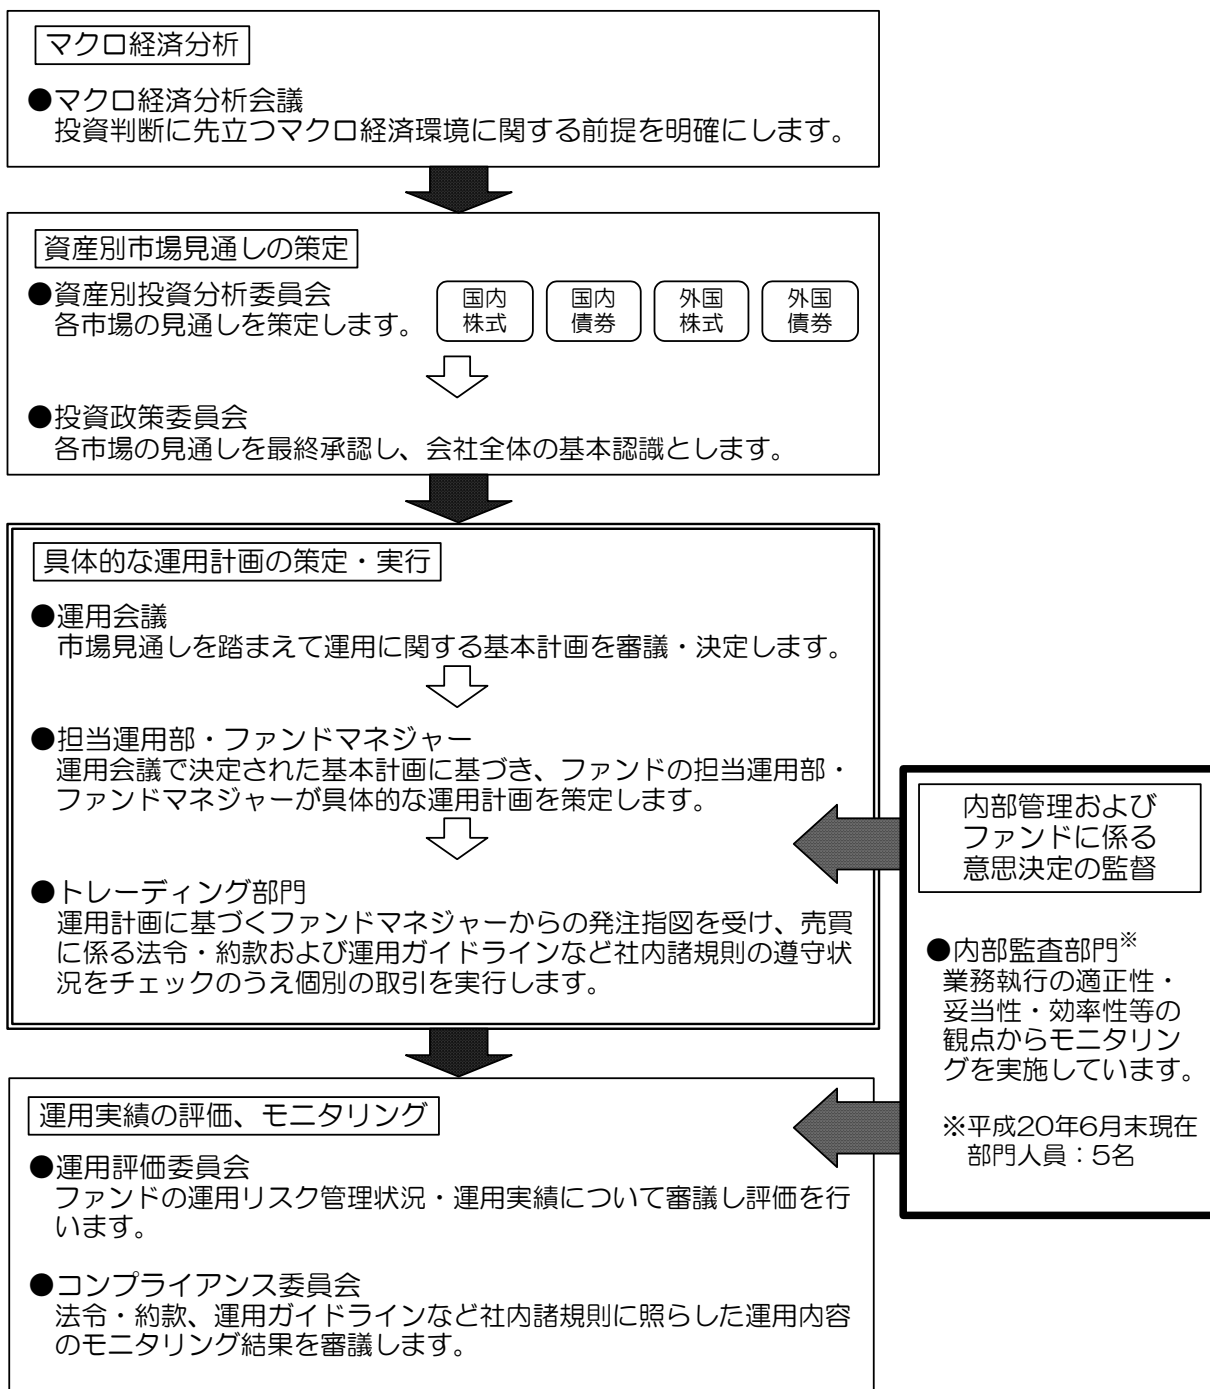 マクロ経済分析
●マクロ経済分析会議
投資判断に先立つマクロ経済環境に関する前提を明確にします。
資産別市場見通しの策定
●資産別投資分析委員会
各市場の見通しを策定します。
国内
株式
国内
債券
外国
株式
外国
債券
●投資政策委員会
各市場の見通しを最終承認し、会社全体の基本認識とします。
具体的な運用計画の策定・実行
●運用会議
市場見通しを踏まえて運用に関する基本計画を審議・決定します。
●担当運用部・ファンドマネジャー
運用会議で決定された基本計画に基づき、ファンドの担当運用部・
ファンドマネジャーが具体的な運用計画を策定します。
●トレーディング部門
運用計画に基づくファンドマネジャーからの発注指図を受け、売買
に係る法令・約款および運用ガイドラインなど社内諸規則の遵守状
況をチェックのうえ個別の取引を実行します。
内部管理および
ファンドに係る
意思決定の監督
●内部監査部門※
業務執行の適正性・
妥当性・効率性等の
観点からモニタリン
グを実施しています。
※平成20年6月末現在
部門人員:5名
運用実績の評価、モニタリング
●運用評価委員会
ファンドの運用リスク管理状況・運用実績について審議し評価を行
います。
●コンプライアンス委員会
法令・約款、運用ガイドラインなど社内諸規則に照らした運用内容
のモニタリング結果を審議します。